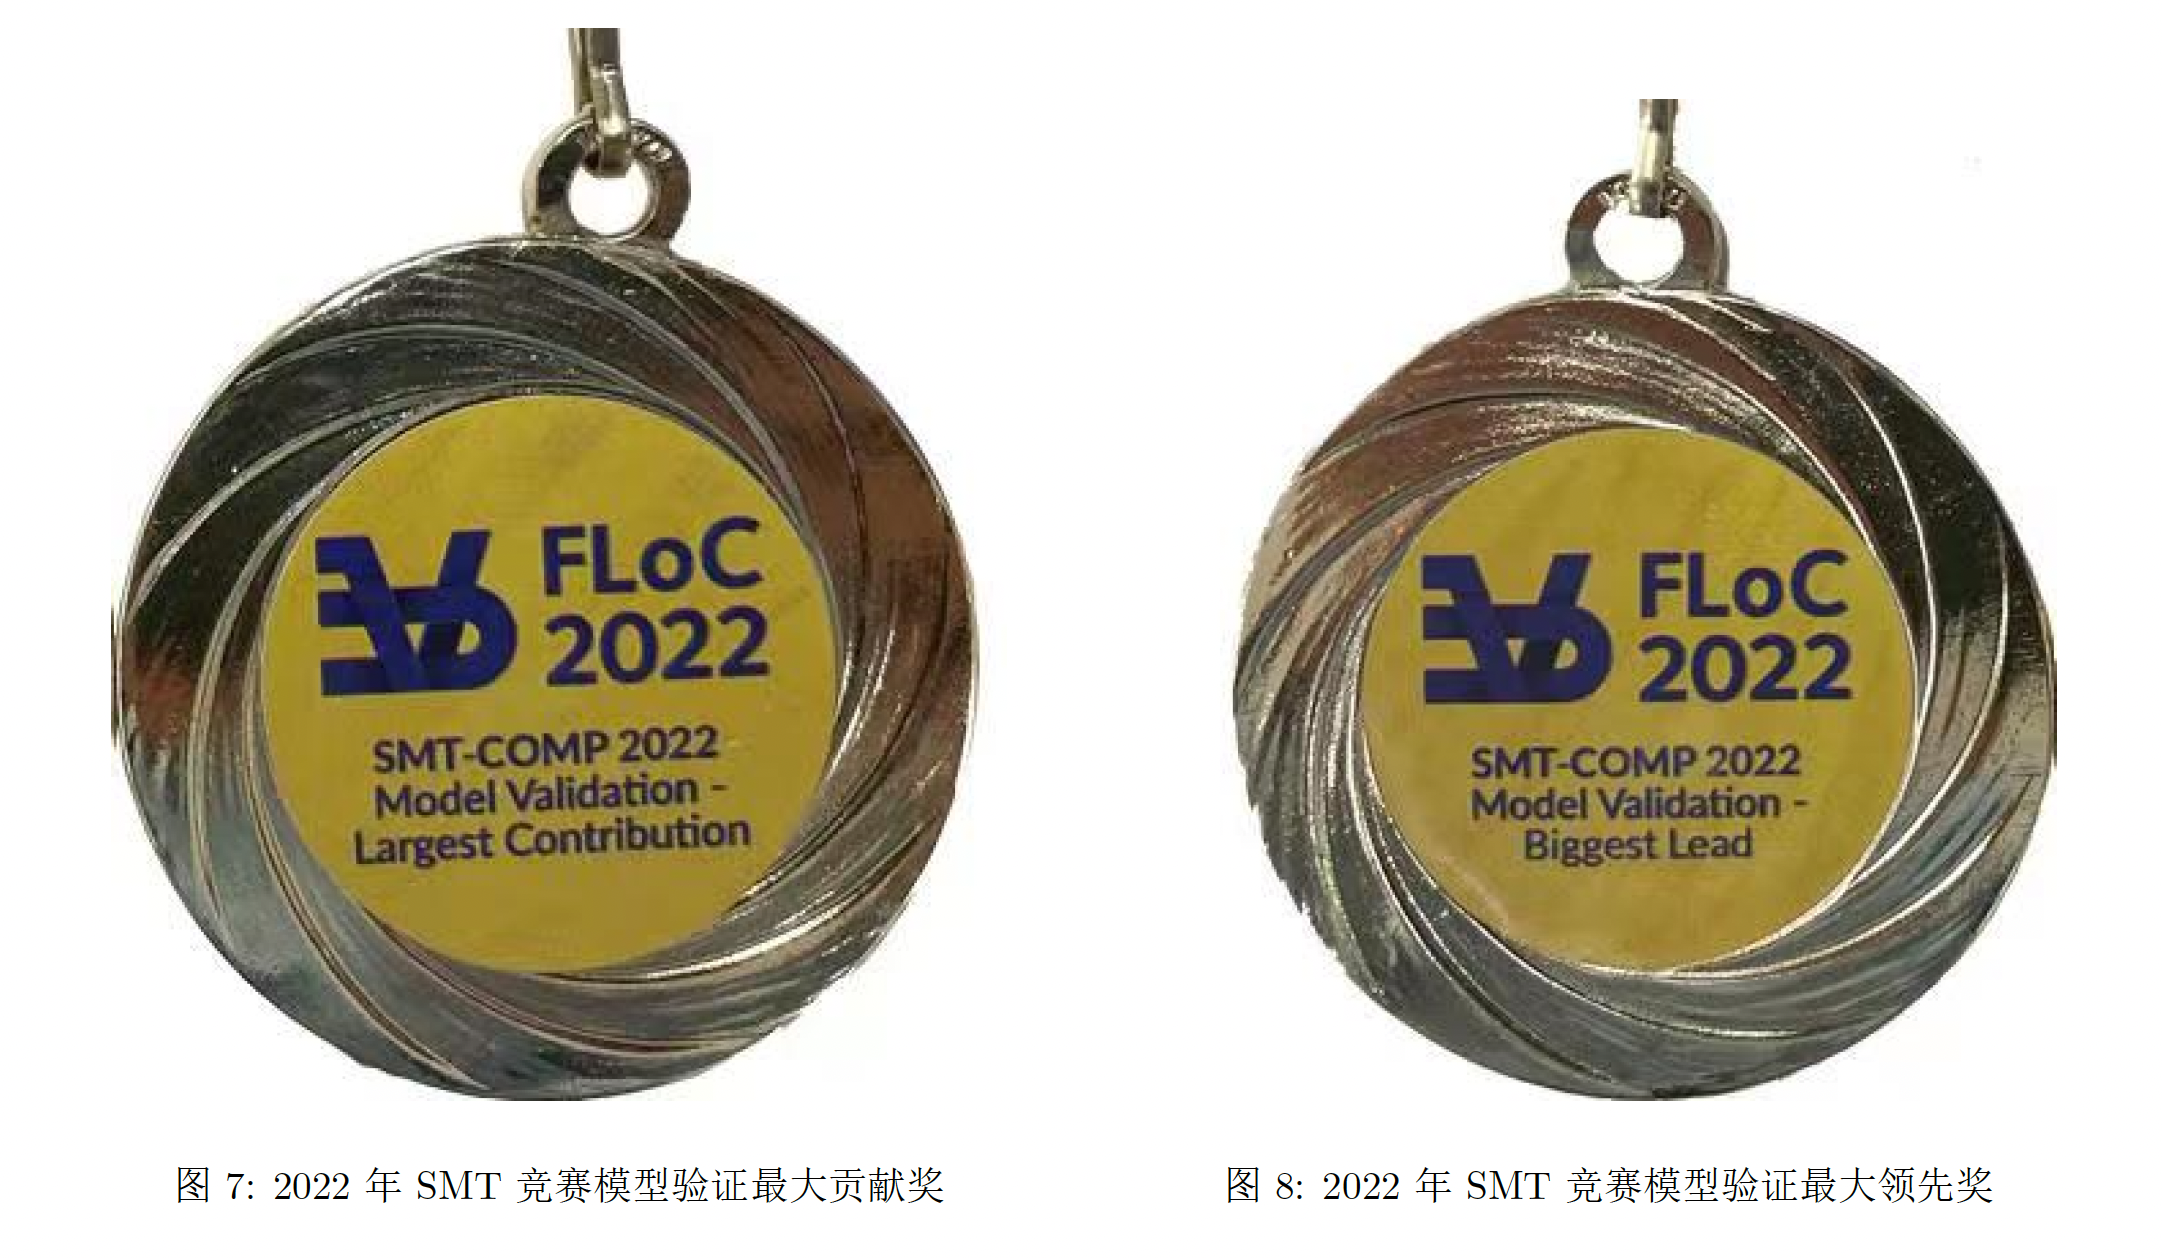 FLoC
2022
SMT-COMP 2022
Model Validation -
Largest Contribution
FLoC
2022
SMT-COMP 2022
Model Validation -
Biggest Lead
图 7: 2022 年 SMT 竞赛模型验证最大贡献奖
图 8: 2022 年 SMT 竞赛模型验证最大领先奖